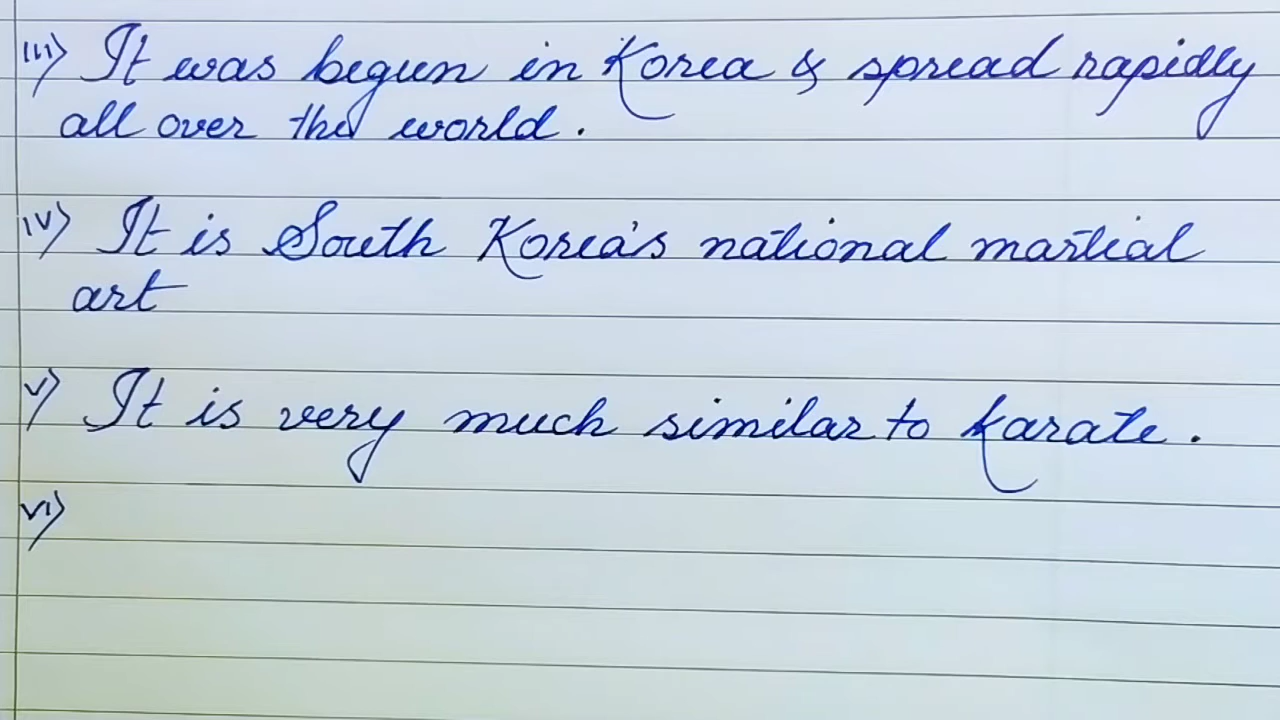 iii) It was begun in Korea & spread rapidly
all over the world.
iv) It is South Korea's national martial
art
v) It is very much similar to karate.
vi)